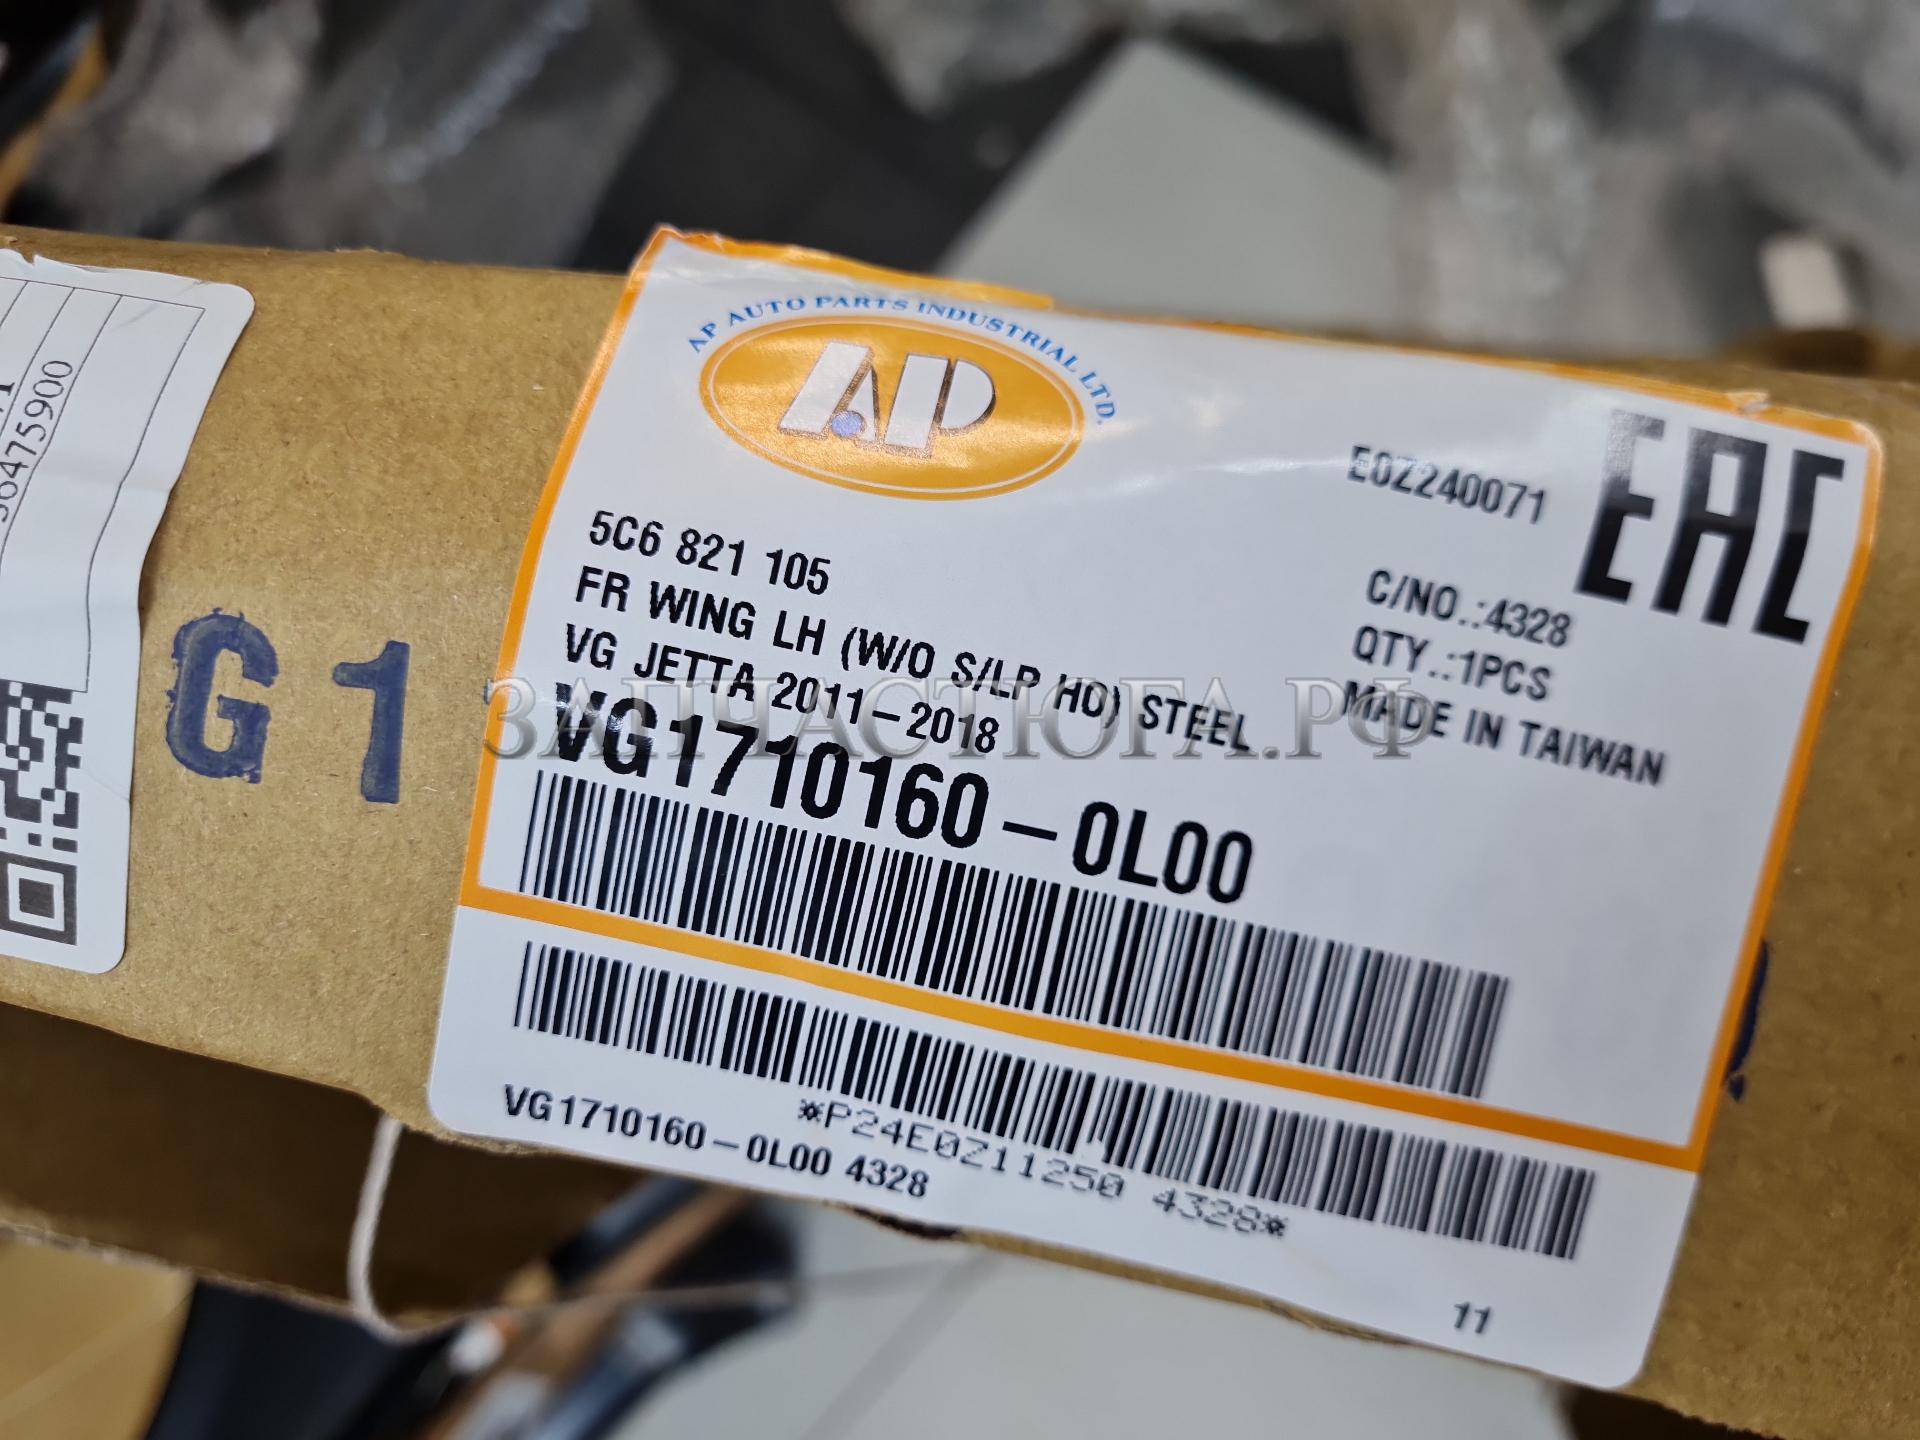 AP AUTO PARTS INDUSTRIAL LTD.
AP
E0Z240071
EAC
5C6 821 105
FR WING LH (W/O S/LP HO) STEEL
VG JETTA 2011-2018
VG1710160-0L00
C/NO.:4328
QTY.:1PCS
MADE IN TAIWAN
ЗАПЧАСТЮГА.РФ
*P24E0Z11250 4328*
VG1710160-0L00 4328
11
G1